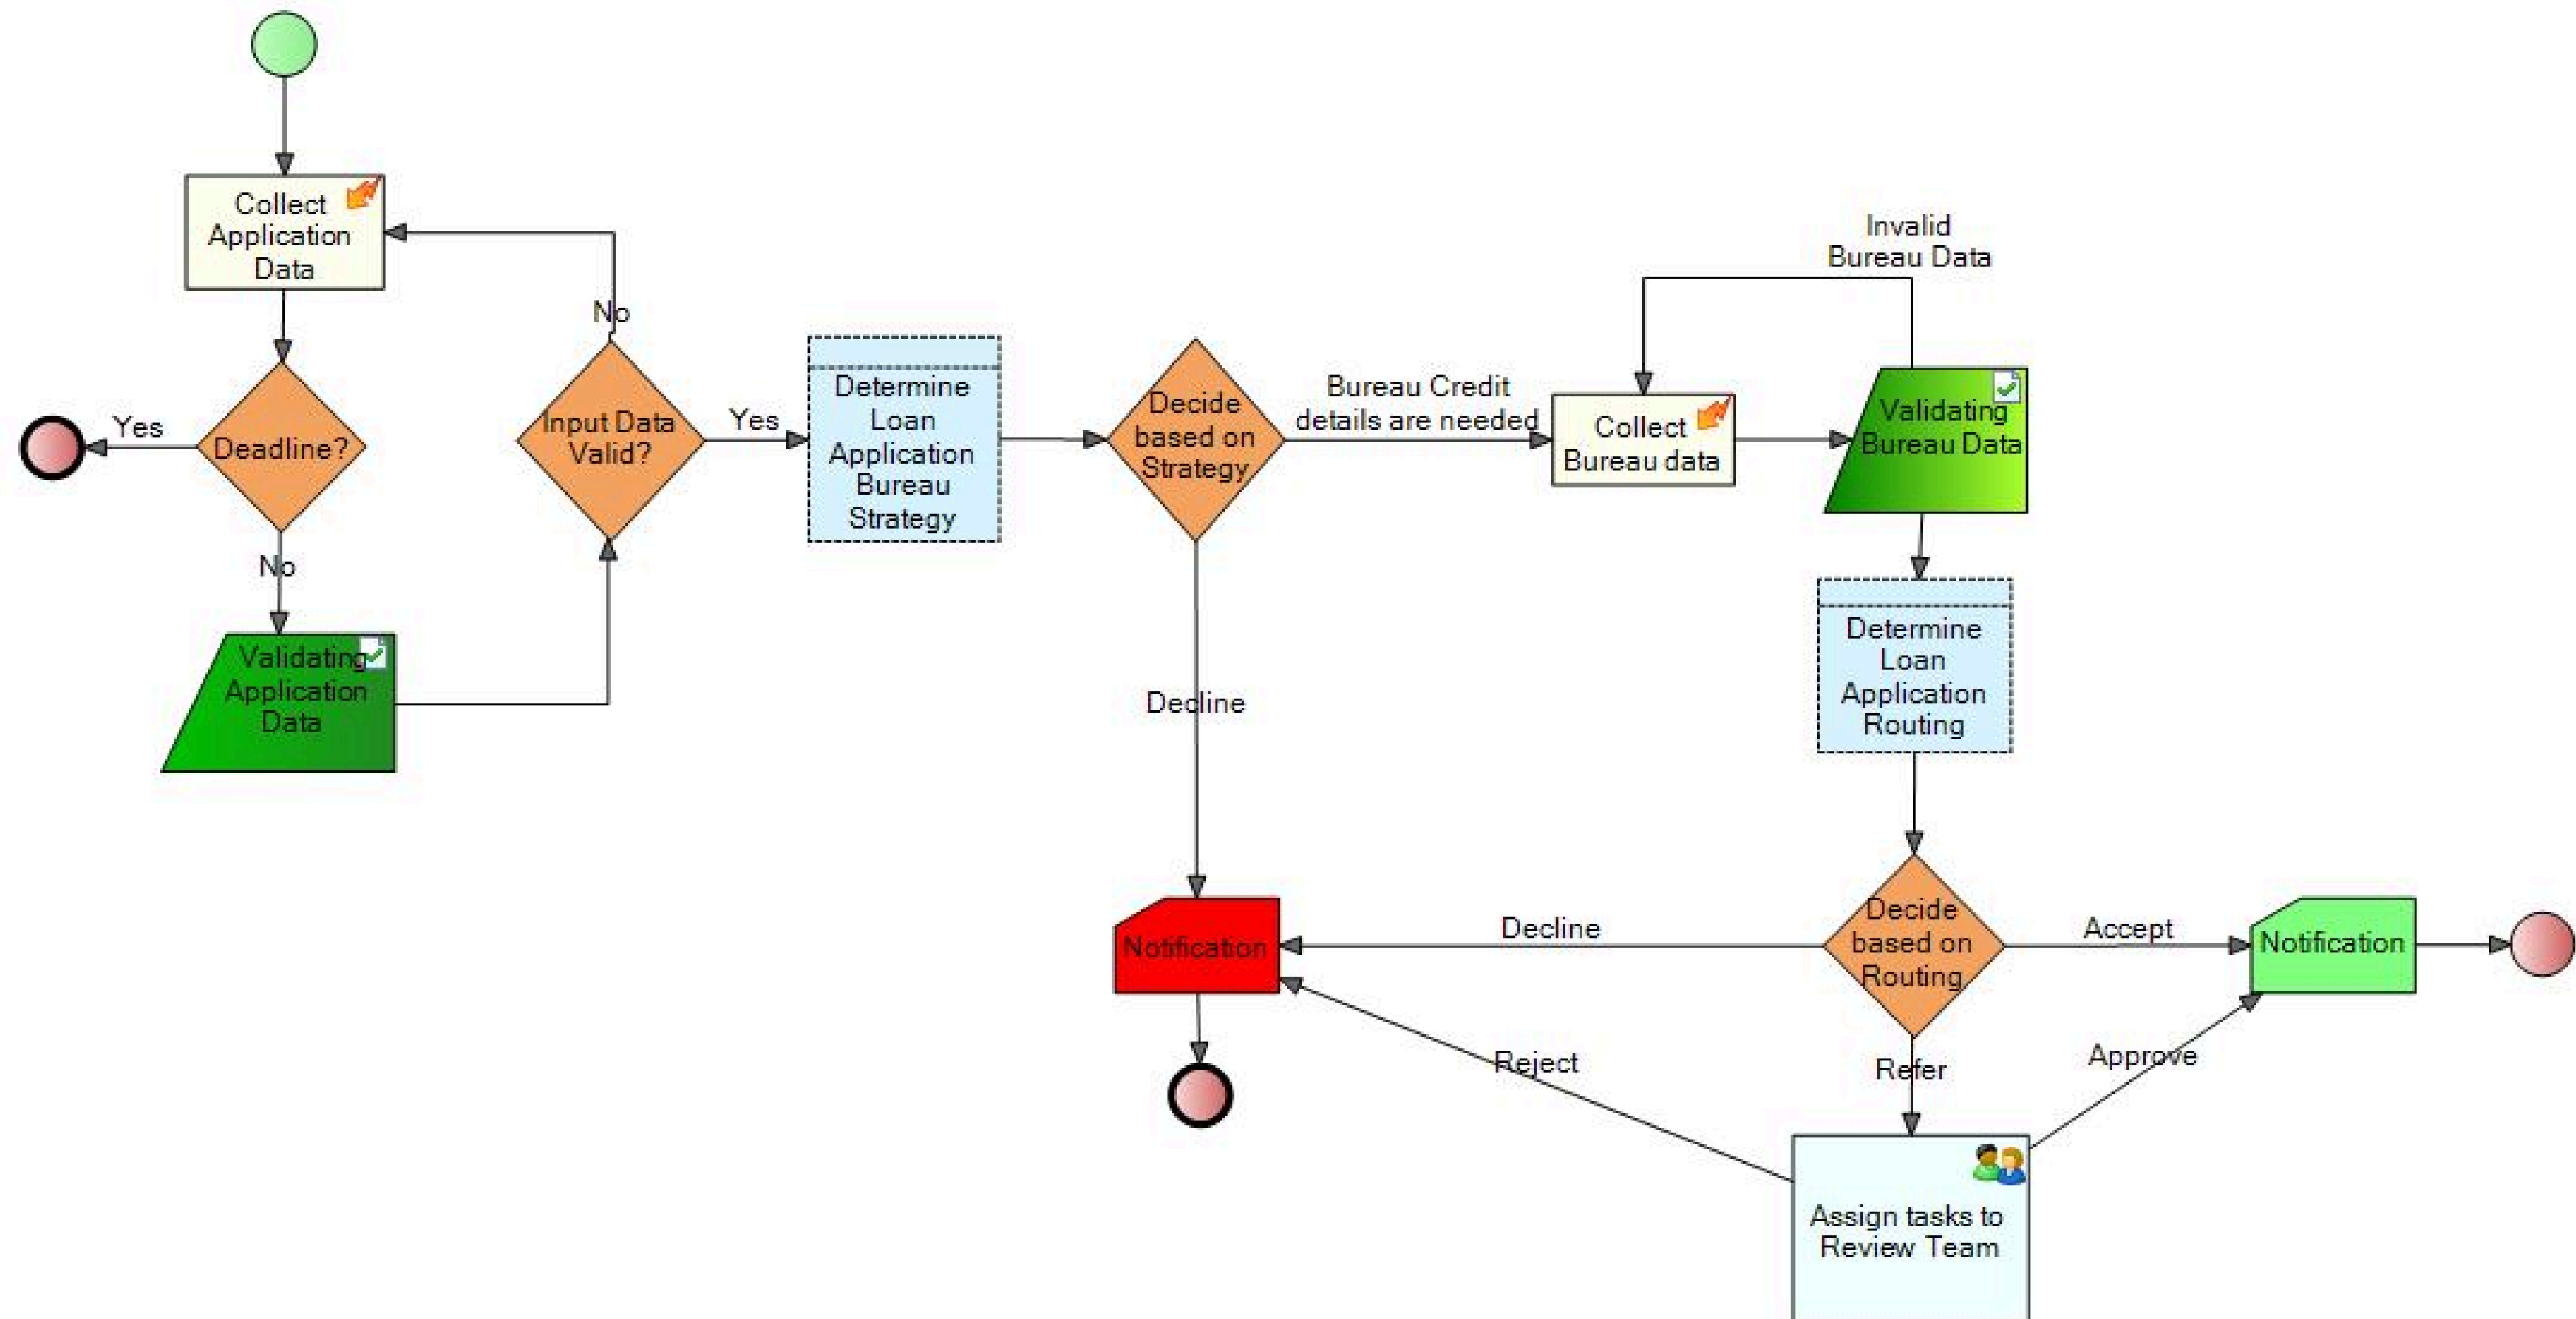 Collect
Application
Data
Deadline?
Yes
No
Validating
Application
Data
Input Data
Valid?
No
Yes
Determine
Loan
Application
Bureau
Strategy
Decide
based on
Strategy
Bureau Credit
details are needed
Decline
Collect
Bureau data
Invalid
Bureau Data
Validating
Bureau Data
Determine
Loan
Application
Routing
Decide
based on
Routing
Decline
Accept
Refer
Notification
Notification
Reject
Approve
Assign tasks to
Review Team